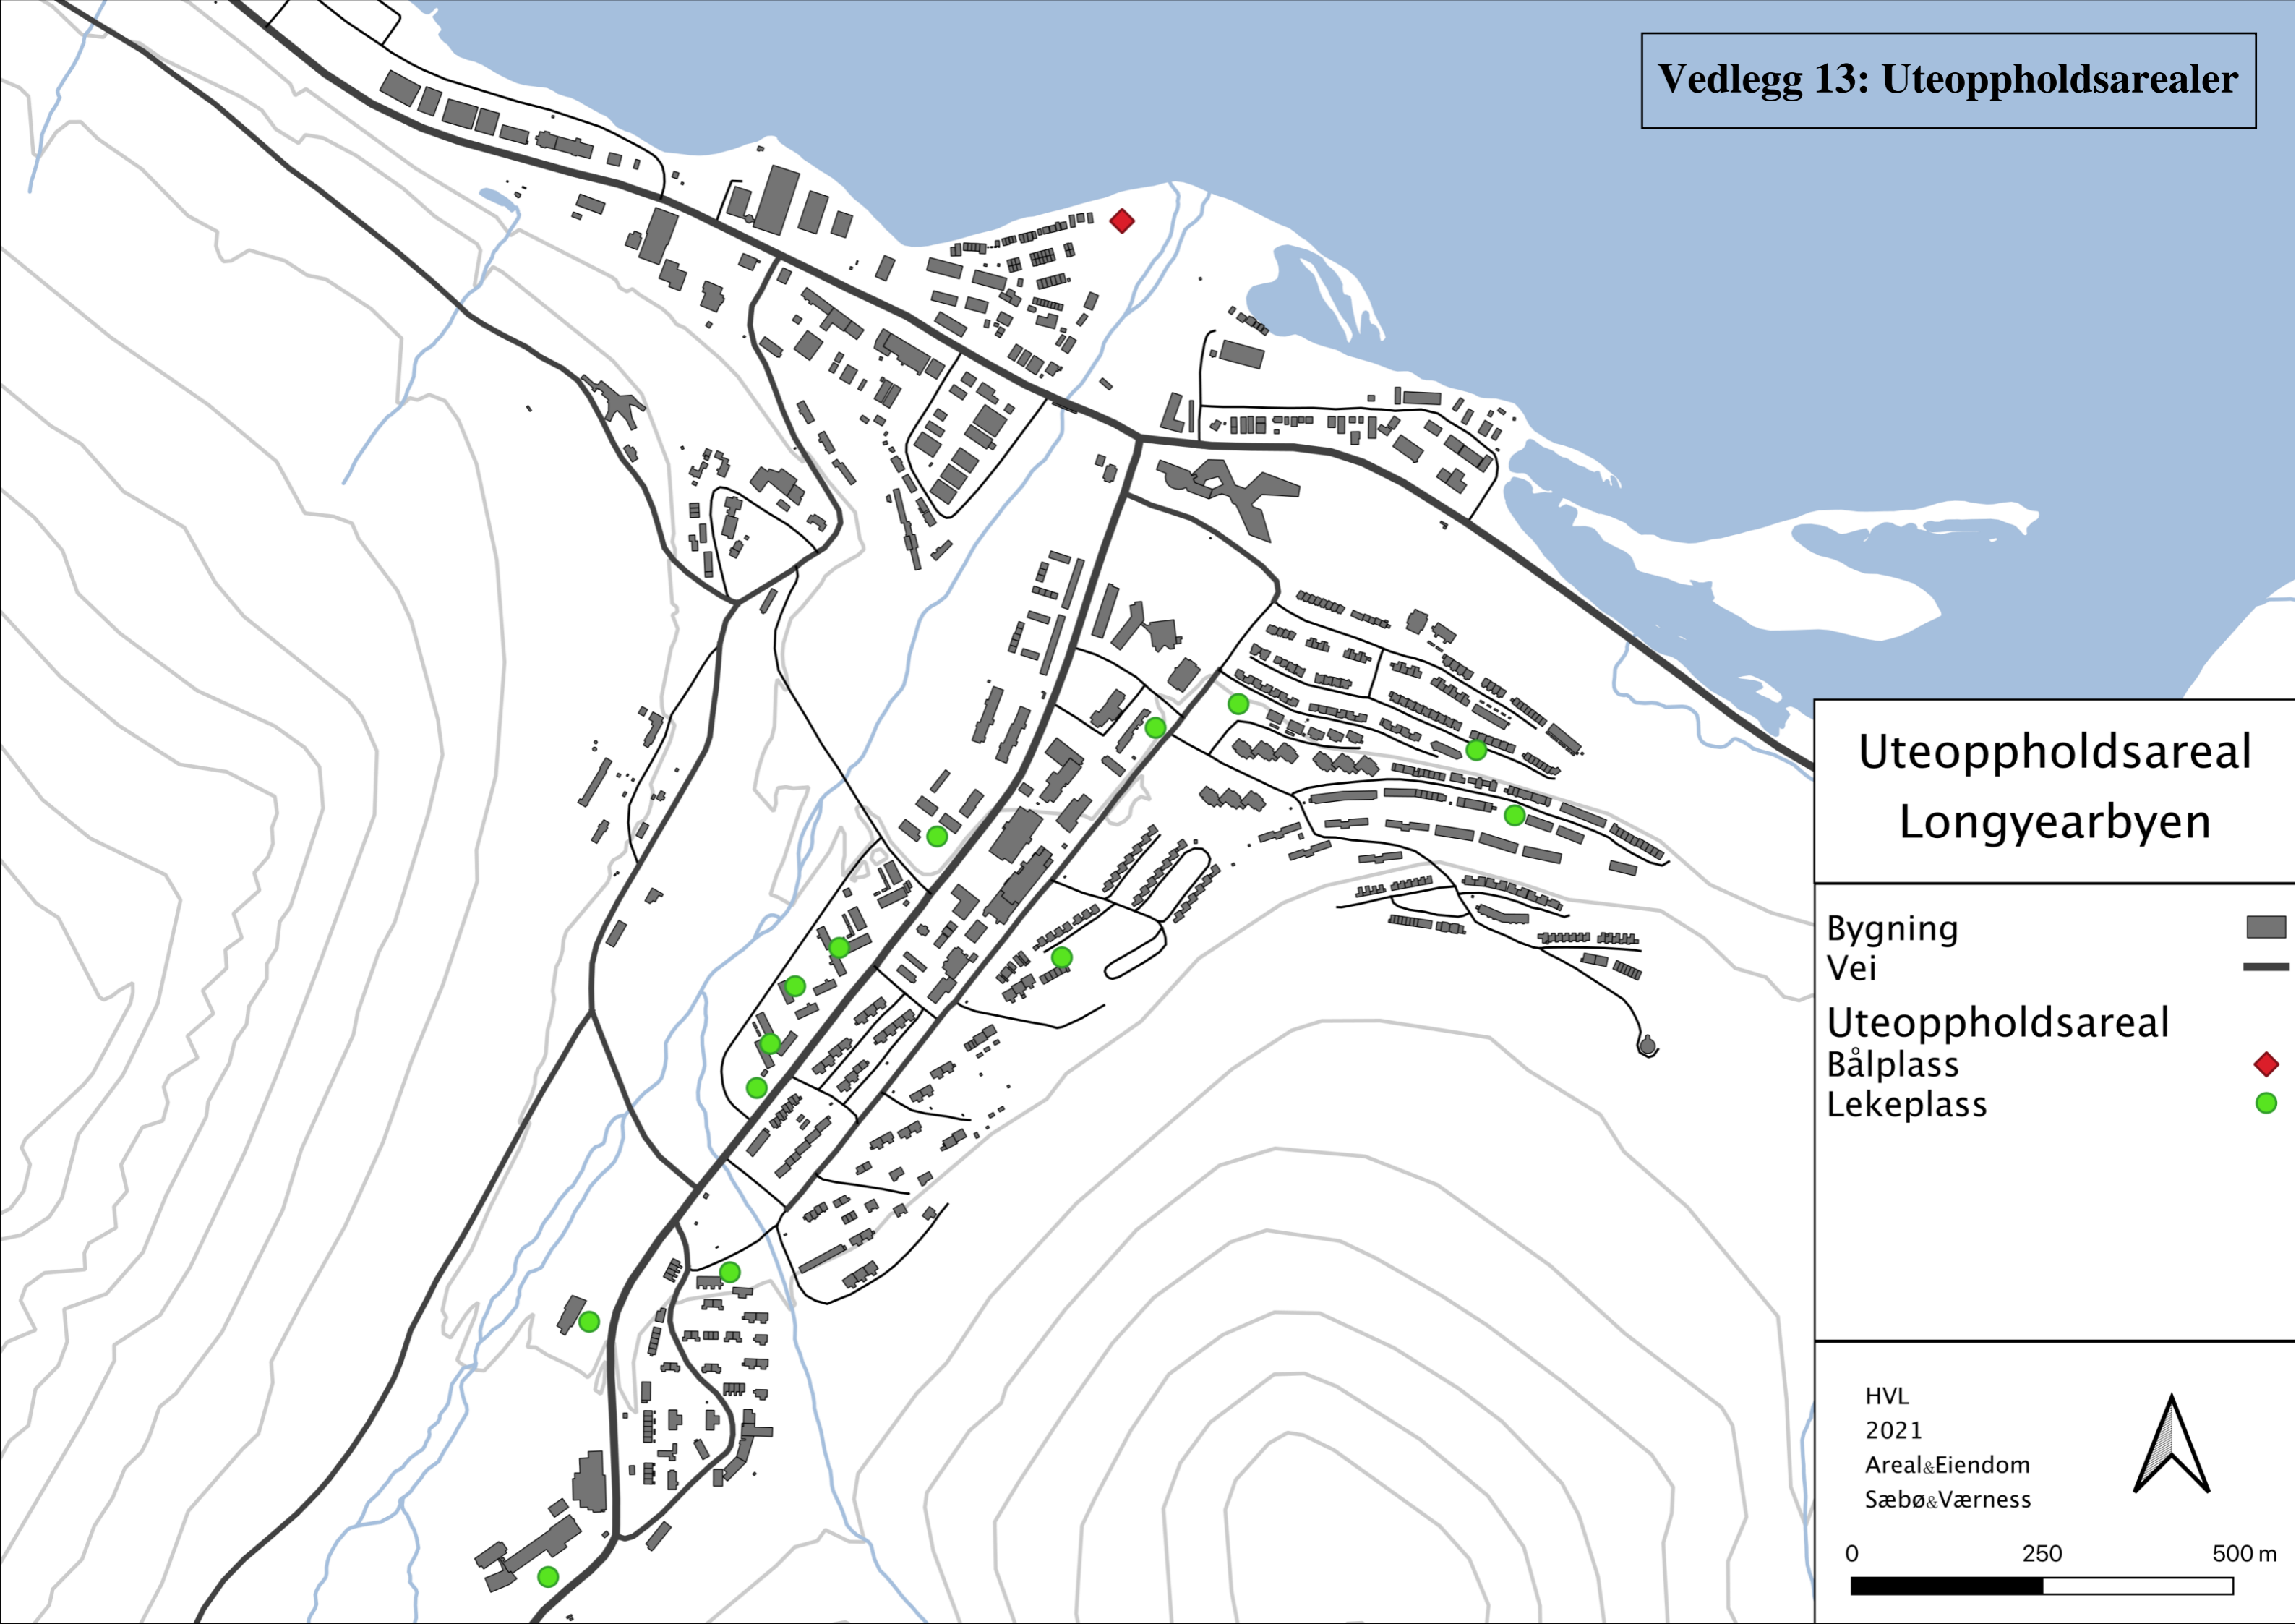 Vedlegg 13: Uteoppholdsarealer
Uteoppholdsareal
Longyearbyen
Bygning
Vei
Uteoppholdsareal
Bålplass
Lekeplass
HVL
2021
Areal&Eiendom
Sæbø&Værness
0 250 500 m